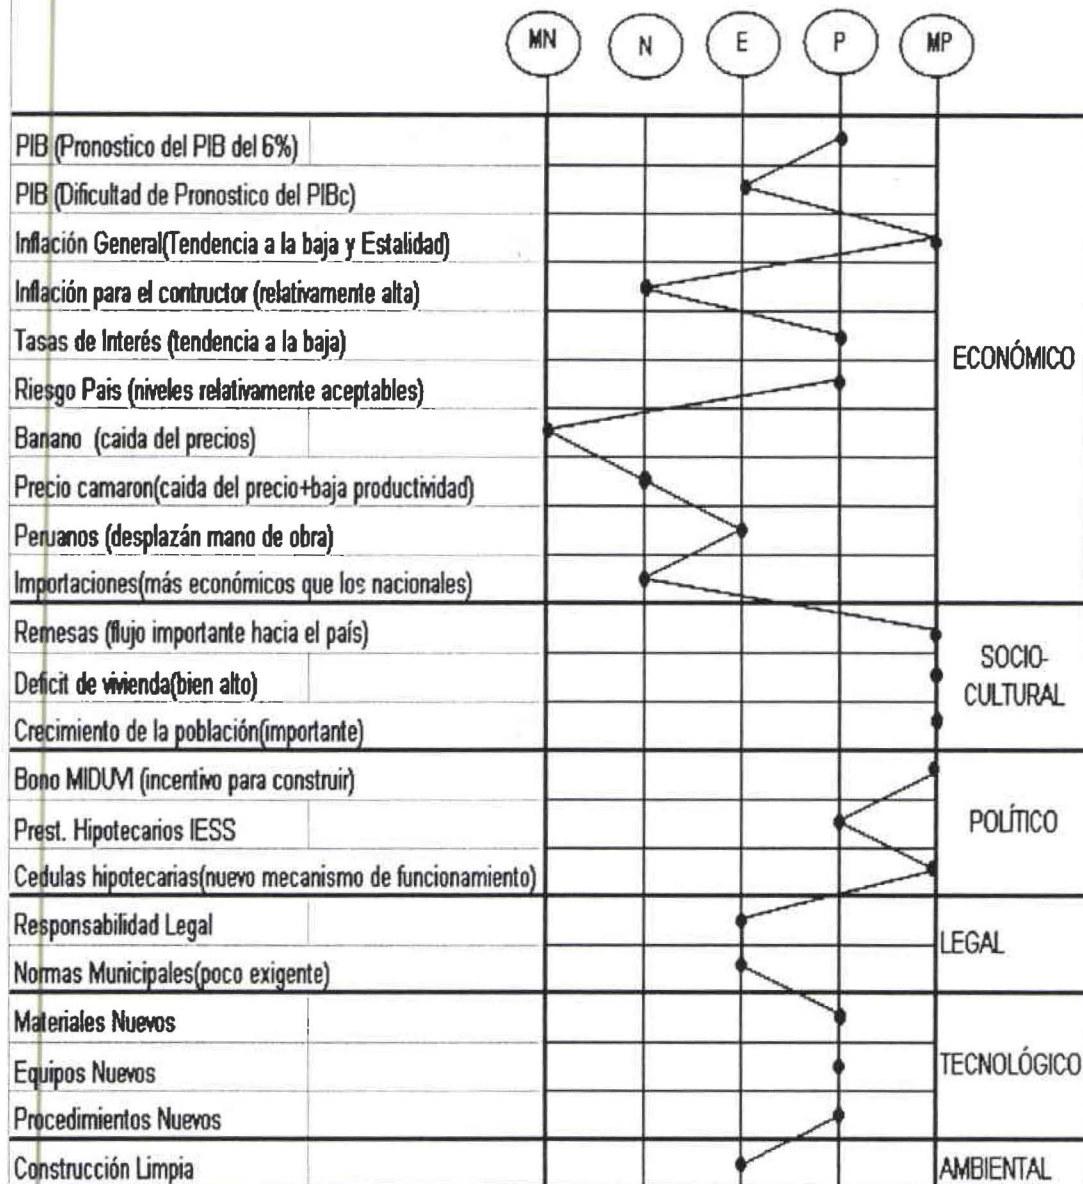 MN N E P MP
PIB (Pronostico del PIB del 6%)
PIB (Dificultad de Pronostico del PIBc)
Inflación General(Tendencia a la baja y Estalidad)
Inflación para el contructor (relativamente alta)
Tasas de Interés (tendencia a la baja)
ECONÓMICO
Riesgo Pais (niveles relativamente aceptables)
Banano (caida del precios)
Precio camaron(caida del precio+baja productividad)
Peruanos (desplazán mano de obra)
Importaciones(más económicos que los nacionales)
Remesas (flujo importante hacia el país)
SOCIO-
CULTURAL
Deficit de vivienda(bien alto)
Crecimiento de la población(importante)
Bono MIDUVI (incentivo para construir)
Prest. Hipotecarios IESS
POLÍTICO
Cedulas hipotecarias(nuevo mecanismo de funcionamiento)
Responsabilidad Legal
LEGAL
Normas Municipales(poco exigente)
Materiales Nuevos
Equipos Nuevos
TECNOLÓGICO
Procedimientos Nuevos
Construcción Limpia
AMBIENTAL